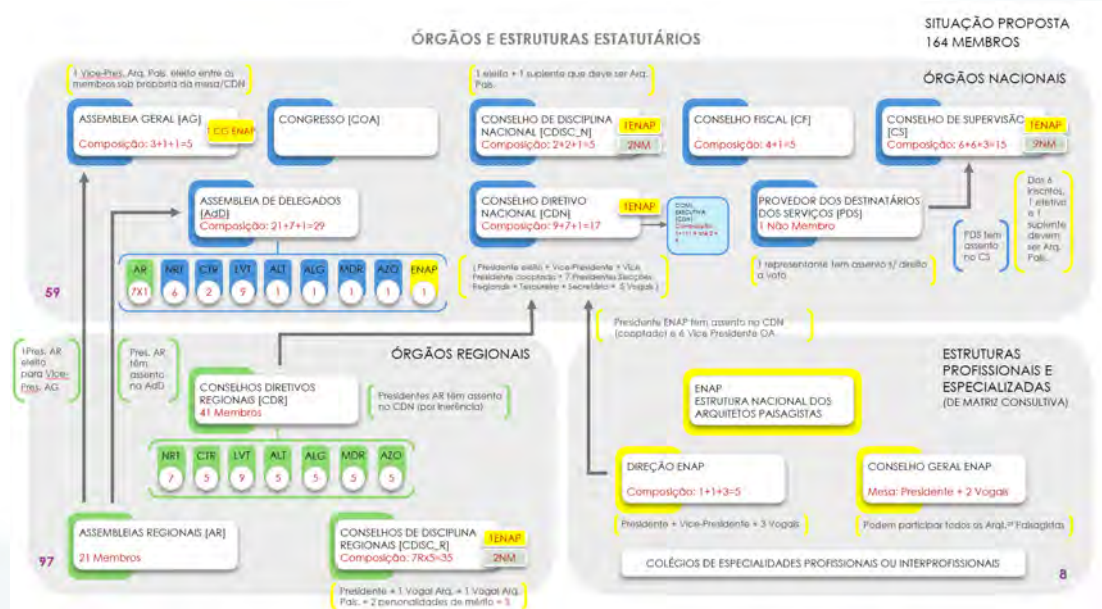 SITUAÇÃO PROPOSTA
164 MEMBROS
ÓRGÃOS E ESTRUTURAS ESTATUTÁRIOS
ÓRGÃOS NACIONAIS
1 Vice-Pres. Arq. Pais. eleito entre os
membros sob proposta da mesa/CDN
1 eleito + 1 suplente que deve ser Arq.
Pais.
ASSEMBLEIA GERAL [AG]
Composição: 3+1+1=5
1 CG ENAP
CONGRESSO [COA]
CONSELHO DE DISCIPLINA
NACIONAL [CDISC_N]
Composição: 2+2+1=5
1ENAP
2NM
CONSELHO FISCAL [CF]
Composição: 4+1=5
CONSELHO DE SUPERVISÃO
[CS]
Composição: 6+6+3=15
1ENAP
9NM
ASSEMBLEIA DE DELEGADOS
[AdD]
Composição: 21+7+1=29
CONSELHO DIRETIVO
NACIONAL [CDN]
Composição: 9+7+1=17
1ENAP
EXECUTIVA
PROVEDOR DOS DESTINATÁRIOS
DOS SERVIÇOS [PDS]
1 Não Membro
PDS tem
assento
no CS
Dos 6
inscritos,
1 efetivo
e 1
suplente
devem
ser Arq.
Pais.
AR NRT CTR LVT ALT ALG MDR AZO ENAP
7X1 6 2 9 1 1 1 1 1
( Presidente eleito + Vice-Presidente + Vice
Presidente cooptado + 7 Presidentes Secções
Regionais + Tesoureiro + Secretário + 5 Vogais )
1 representante tem assento s/ direito
a voto
59
Presidente ENAP tem assento no CDN
(cooptado) e é Vice Presidente OA
1Pres. AR
eleito
para Vice-
Pres. AG
Pres. AR
têm
assento
na AdD
ÓRGÃOS REGIONAIS
CONSELHOS DIRETIVOS
REGIONAIS [CDR]
41 Membros
Presidentes AR têm assento
no CDN (por inerência)
NRT CTR LVT ALT ALG MDR AZO
7 5 9 5 5 5 5
ASSEMBLEIAS REGIONAIS [AR]
21 Membros
CONSELHOS DE DISCIPLINA
REGIONAIS [CDISC_R]
Composição: 7Rx5=35
1ENAP
2NM
Presidente + 1 Vogal Arq. + 1 Vogal Arq.
Pais. + 2 personalidades de mérito = 5
97
ESTRUTURAS
PROFISSIONAIS E
ESPECIALIZADAS
(DE MATRIZ CONSULTIVA)
ENAP
ESTRUTURA NACIONAL DOS
ARQUITETOS PAISAGISTAS
DIREÇÃO ENAP
Composição: 1+1+3=5
CONSELHO GERAL ENAP
Mesa: Presidente + 2 Vogais
Presidente + Vice-Presidente + 3 Vogais
Podem participar todos os Arqt.os Paisagistas
COLÉGIOS DE ESPECIALIDADES PROFISSIONAIS OU INTERPROFISSIONAIS
8